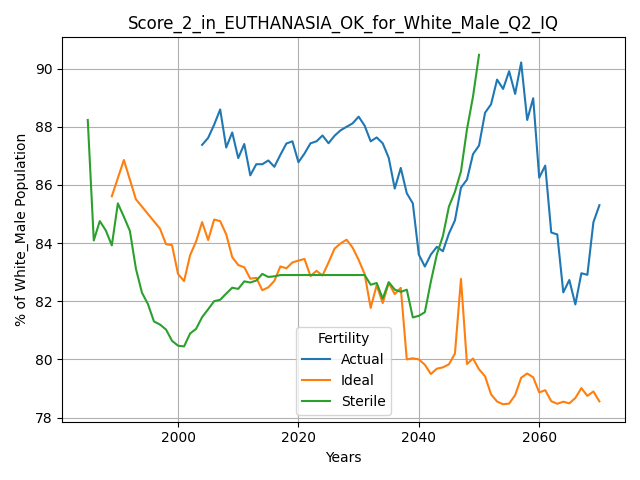 Score_2_in_EUTHANASIA_OK_for_White_Male_Q2_IQ
% of White_Male Population
90
88
86
84
82
80
78
Fertility
Actual
Ideal
Sterile
2000
2020
2040
2060
Years